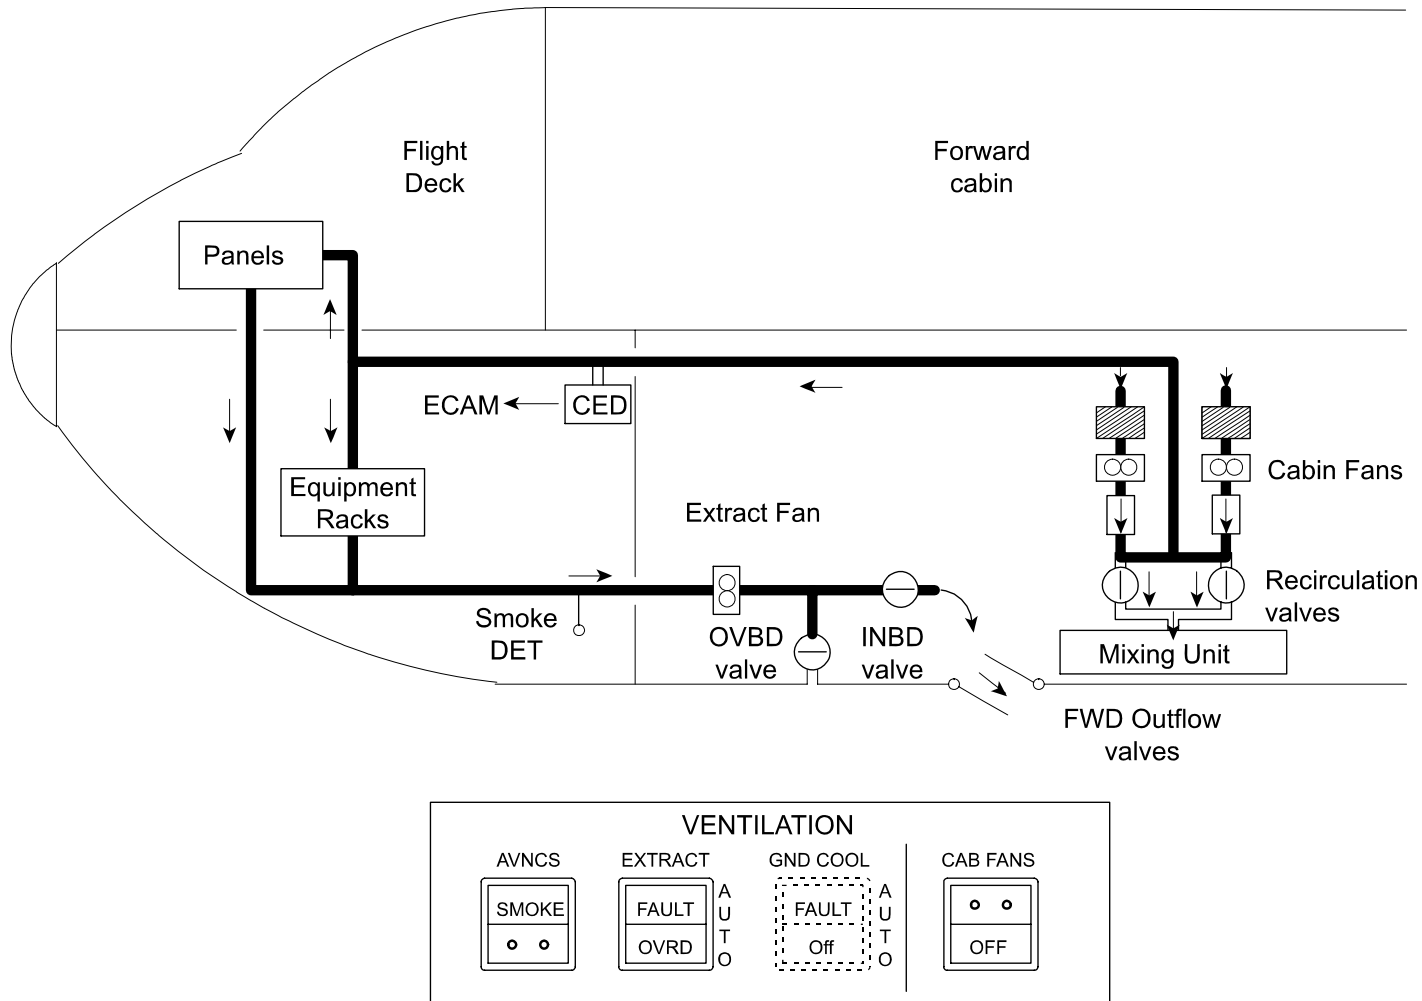 Flight
Deck
Forward
cabin
Panels
ECAM
CED
Equipment
Racks
Extract Fan
Cabin Fans
Smoke
DET
OVBD
valve
INBD
valve
Recirculation
valves
Mixing Unit
FWD Outflow
valves
VENTILATION
AVNCS
EXTRACT
GND COOL
CAB FANS
SMOKE
FAULT
OVRD
AUTO
FAULT
Off
AUTO
OFF